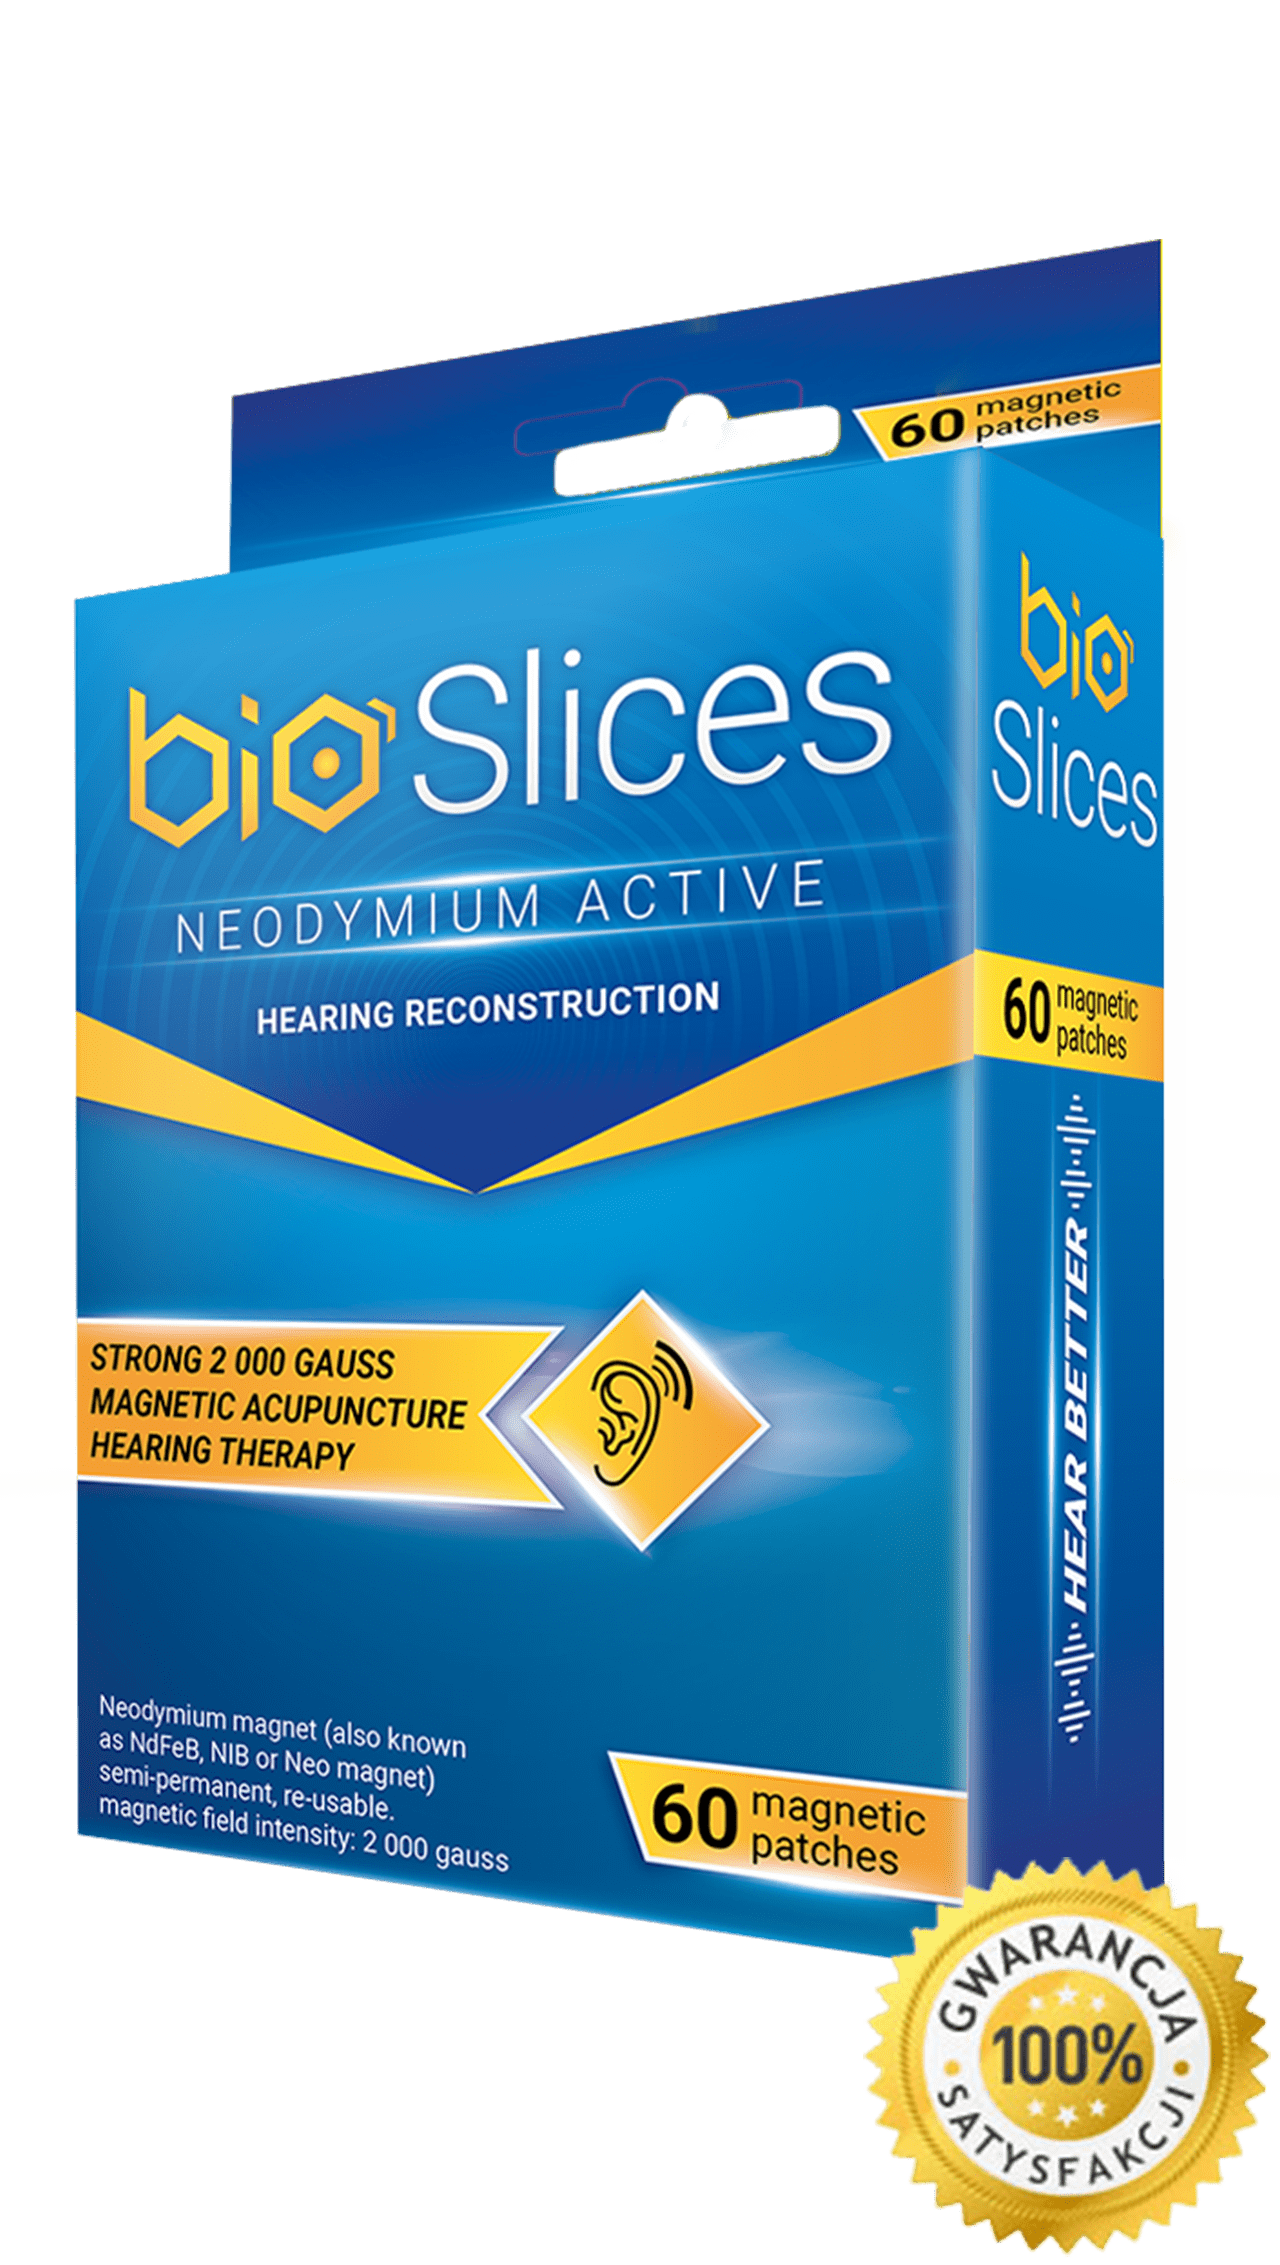 60 magnetic
patches
bio Slices
NEODYMIUM ACTIVE
HEARING RECONSTRUCTION
STRONG 2 000 GAUSS
MAGNETIC ACUPUNCTURE
HEARING THERAPY
Neodymium magnet (also known
as NdFeB, NIB or Neo magnet)
semi-permanent, re-usable.
magnetic field intensity: 2 000 gauss
60 magnetic
patches
bio
Slices
60 magnetic
patches
HEAR BETTER
GWARANCJA
100%
SATYSFAKCJI